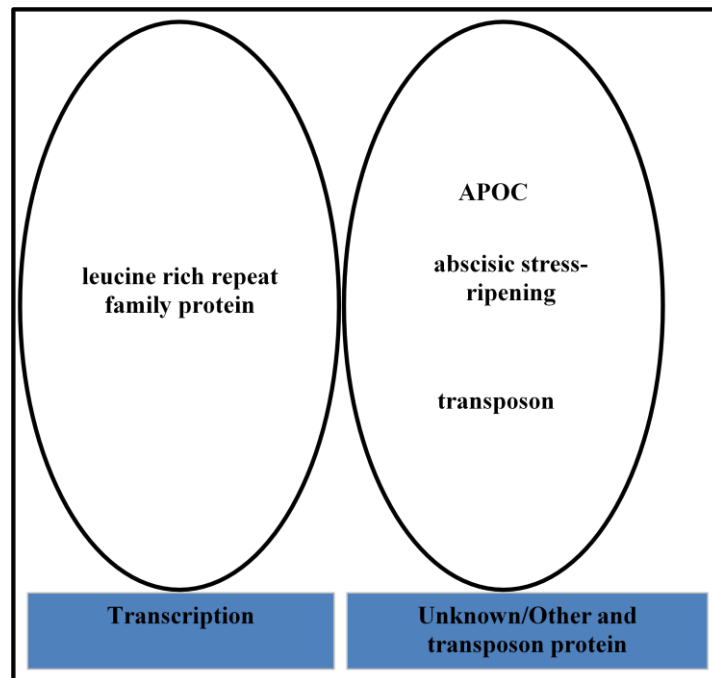 leucine rich repeat
family protein
APOC
abscisic stress-
ripening
transposon
Transcription
Unknown/Other and
transposon protein